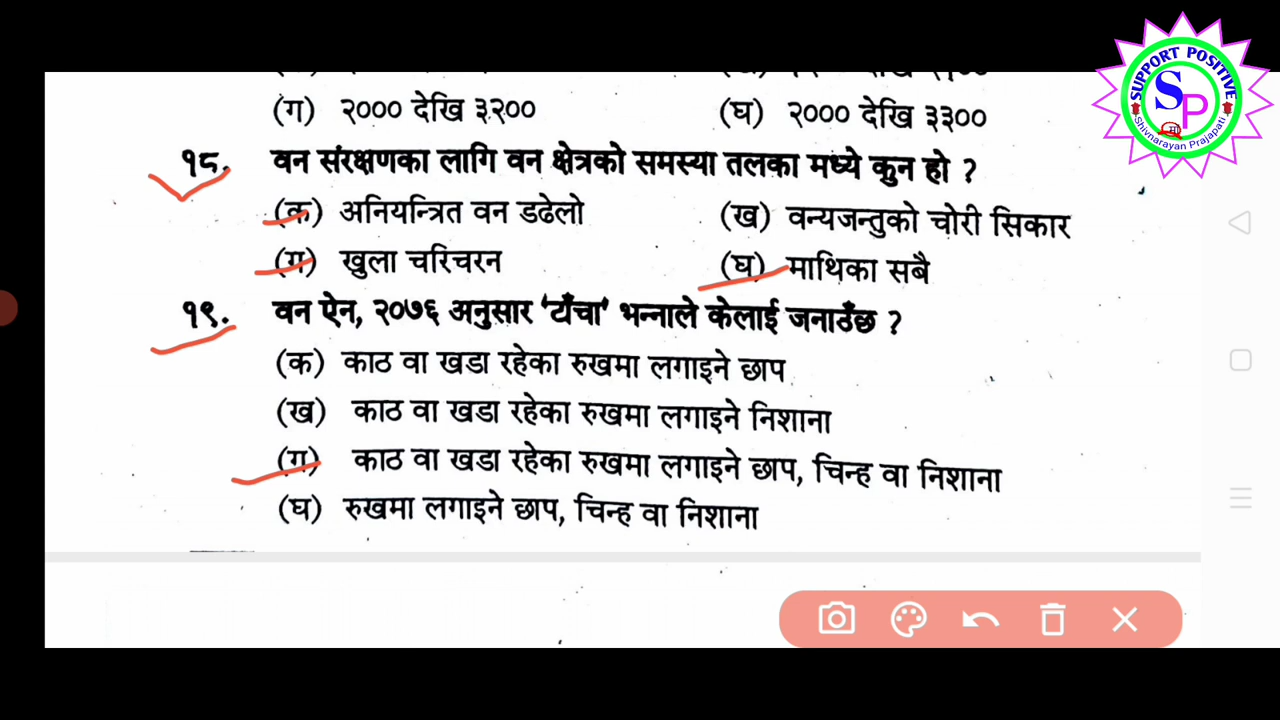 SUPPORT POSITIVE
SP
Shivnarayan Prajapati
(ग) २००० देखि ३२०० (घ) २००० देखि ३३००
१८. वन संरक्षणका लागि वन क्षेत्रको समस्या तलका मध्ये कुन हो ?
(क) अनियन्त्रित वन डढेलो (ख) वन्यजन्तुको चोरी सिकार
(ग) खुला चरिचरन (घ) माथिका सबै
१९. वन ऐन, २०७६ अनुसार 'टाँचा' भन्नाले केलाई जनाउँछ ?
(क) काठ वा खडा रहेका रुखमा लगाइने छाप
(ख) काठ वा खडा रहेका रुखमा लगाइने निशाना
(ग) काठ वा खडा रहेका रुखमा लगाइने छाप, चिन्ह वा निशाना
(घ) रुखमा लगाइने छाप, चिन्ह वा निशाना